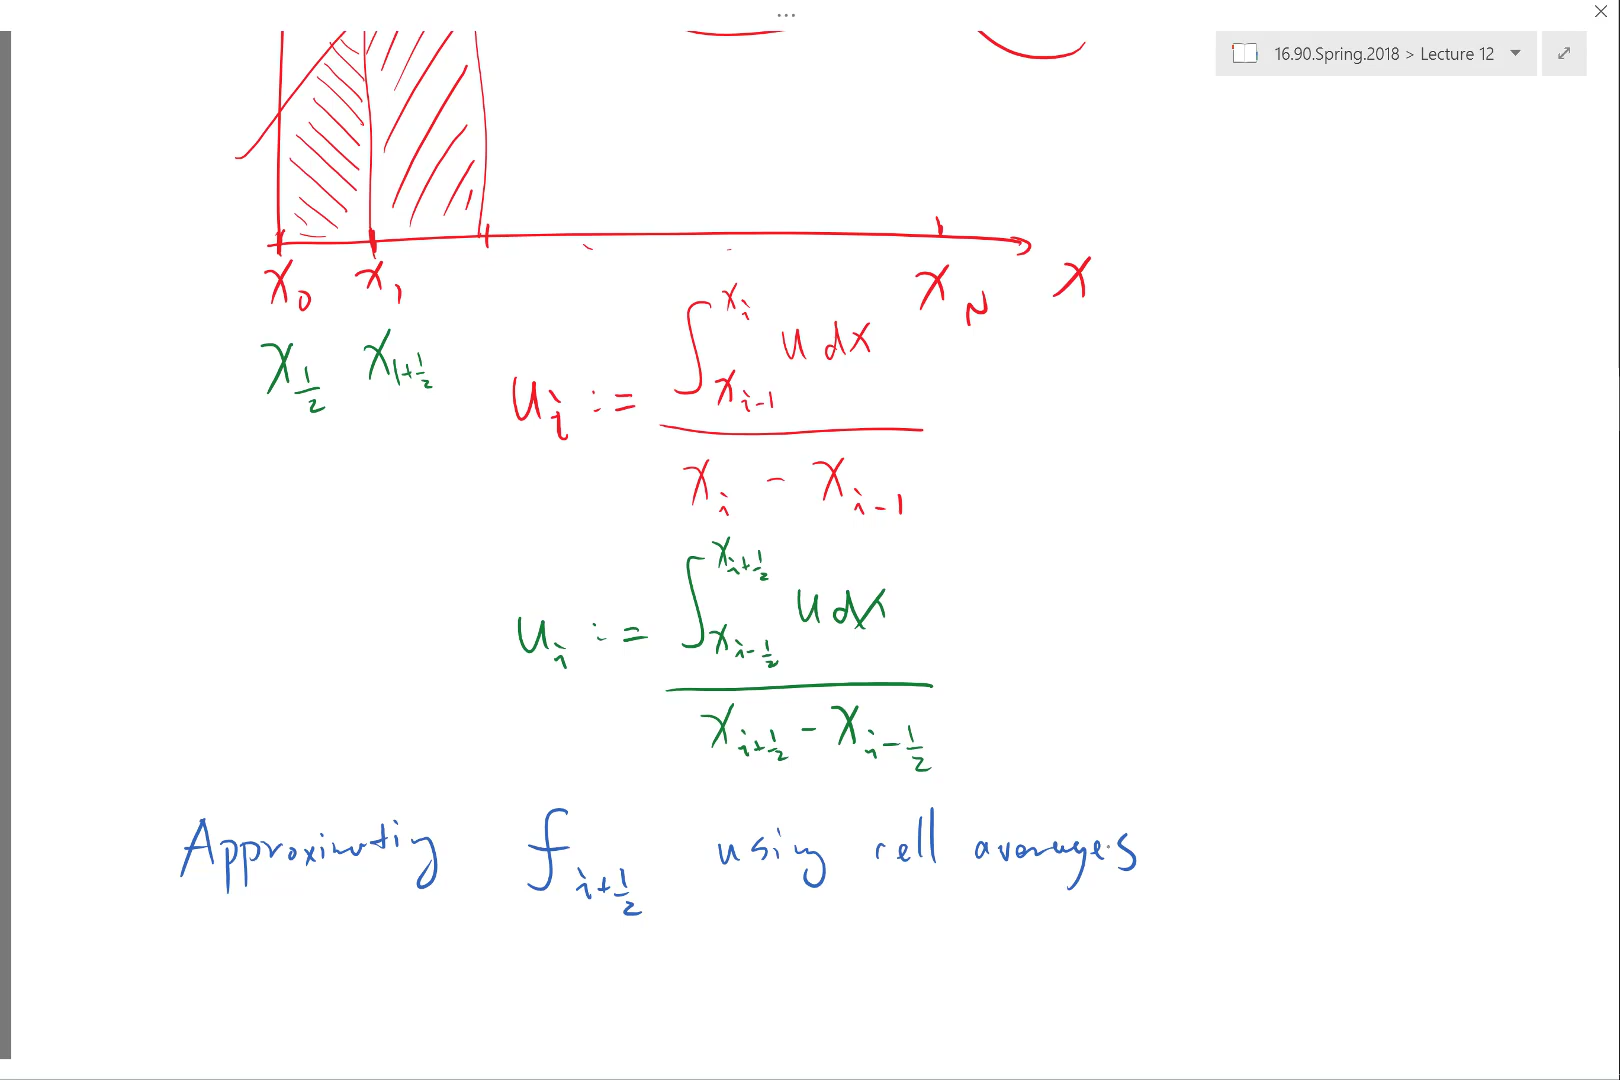 16.90.Spring.2018 > Lecture 12
x₀ x₁ x_N x
x_{1/2} x_{1+1/2}
u_i := ∫_{x_{i-1}}^{x_i} u dx / (x_i - x_{i-1})
u_i := ∫_{x_{i-1/2}}^{x_{i+1/2}} u dx / (x_{i+1/2} - x_{i-1/2})
Approximating f_{i+1/2} using cell averages